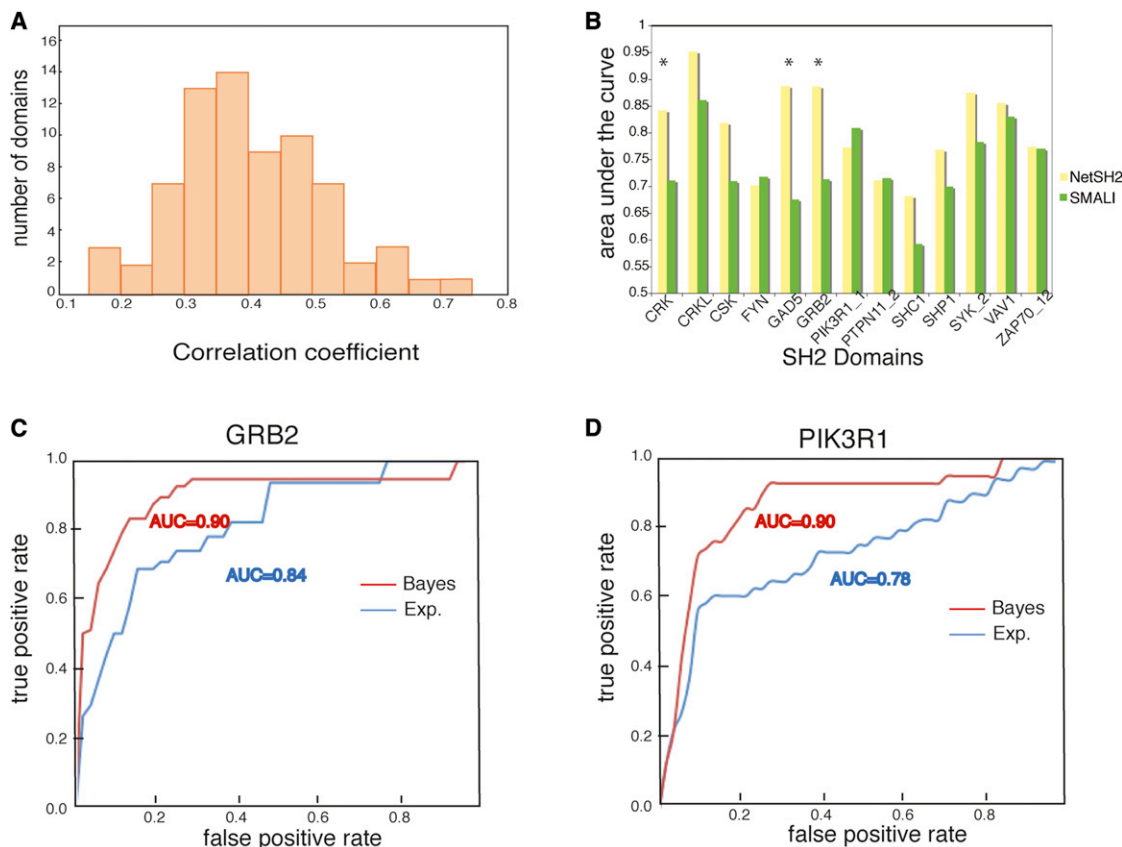 A
number of domains
16
14
12
10
8
6
4
2
0
0.1 0.2 0.3 0.4 0.5 0.6 0.7 0.8
Correlation coefficient
B
area under the curve
1
0.95
0.9
0.85
0.8
0.75
0.7
0.65
0.6
0.55
0.5
* * *
NetSH2
SMALI
CRK CRKL CSK FYN GAD5 GRB2 PIK3R1_1 PTPN11_2 SHC1 SHP1 SYK_2 VAV1 ZAP70_12
SH2 Domains
C
GRB2
true positive rate
1.0
0.8
0.6
0.4
0.2
0.0
AUC=0.90
AUC=0.84
Bayes
Exp.
0.2 0.4 0.6 0.8
false positive rate
D
PIK3R1
true positive rate
1.0
0.8
0.6
0.4
0.2
0.0
AUC=0.90
AUC=0.78
Bayes
Exp.
0.2 0.4 0.6 0.8
false positive rate